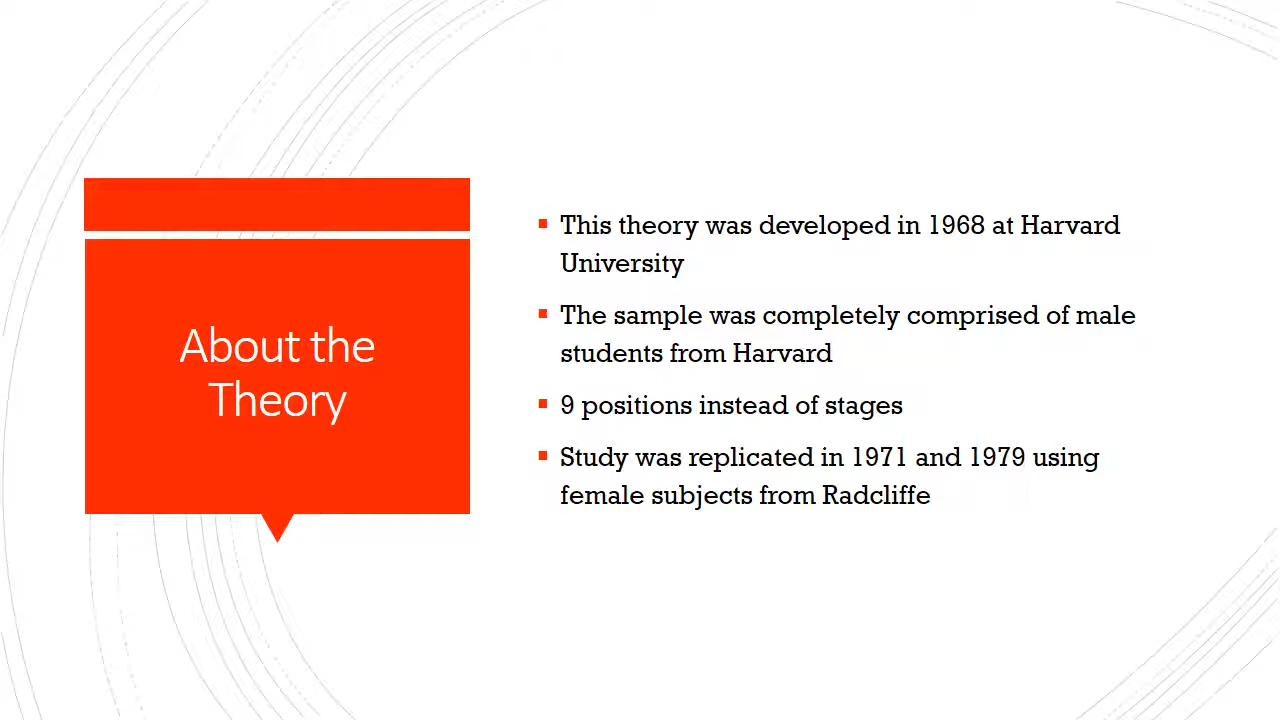 About the
Theory
This theory was developed in 1968 at Harvard
University
The sample was completely comprised of male
students from Harvard
9 positions instead of stages
Study was replicated in 1971 and 1979 using
female subjects from Radcliffe